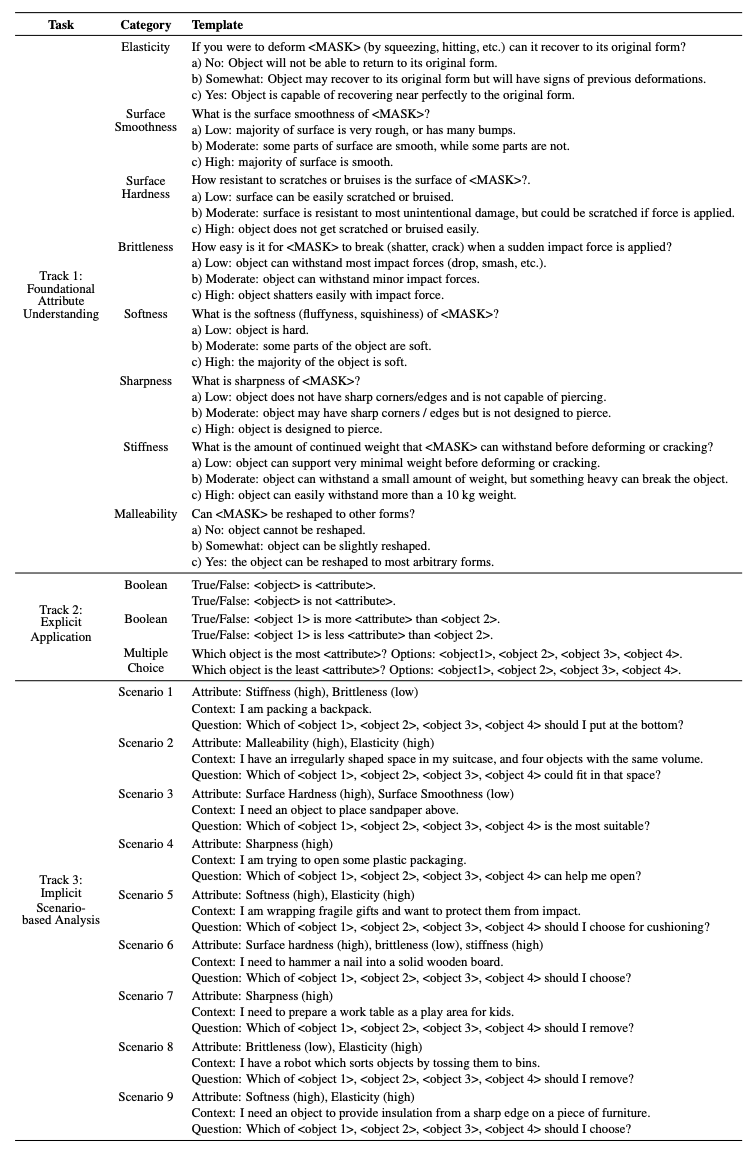 Task Category Template
Elasticity If you were to deform <MASK> (by squeezing, hitting, etc.) can it recover to its original form?
a) No: Object will not be able to return to its original form.
b) Somewhat: Object may recover to its original form but will have signs of previous deformations.
c) Yes: Object is capable of recovering near perfectly to the original form.
Surface Smoothness What is the surface smoothness of <MASK>?
a) Low: majority of surface is very rough, or has many bumps.
b) Moderate: some parts of surface are smooth, while some parts are not.
c) High: majority of surface is smooth.
Surface Hardness How resistant to scratches or bruises is the surface of <MASK>?.
a) Low: surface can be easily scratched or bruised.
b) Moderate: surface is resistant to most unintentional damage, but could be scratched if force is applied.
c) High: object does not get scratched or bruised easily.
Track 1: Foundational Attribute Understanding
Brittleness How easy is it for <MASK> to break (shatter, crack) when a sudden impact force is applied?
a) Low: object can withstand most impact forces (drop, smash, etc.).
b) Moderate: object can withstand minor impact forces.
c) High: object shatters easily with impact force.
Softness What is the softness (fluffyness, squishiness) of <MASK>?
a) Low: object is hard.
b) Moderate: some parts of the object are soft.
c) High: the majority of the object is soft.
Sharpness What is sharpness of <MASK>?
a) Low: object does not have sharp corners/edges and is not capable of piercing.
b) Moderate: object may have sharp corners / edges but is not designed to pierce.
c) High: object is designed to pierce.
Stiffness What is the amount of continued weight that <MASK> can withstand before deforming or cracking?
a) Low: object can support very minimal weight before deforming or cracking.
b) Moderate: object can withstand a small amount of weight, but something heavy can break the object.
c) High: object can easily withstand more than a 10 kg weight.
Malleability Can <MASK> be reshaped to other forms?
a) No: object cannot be reshaped.
b) Somewhat: object can be slightly reshaped.
c) Yes: the object can be reshaped to most arbitrary forms.
Track 2: Explicit Application
Boolean True/False: <object> is <attribute>.
True/False: <object> is not <attribute>.
Boolean True/False: <object 1> is more <attribute> than <object 2>.
True/False: <object 1> is less <attribute> than <object 2>.
Multiple Choice Which object is the most <attribute>? Options: <object1>, <object 2>, <object 3>, <object 4>.
Which object is the least <attribute>? Options: <object1>, <object 2>, <object 3>, <object 4>.
Track 3: Implicit Scenario-based Analysis
Scenario 1 Attribute: Stiffness (high), Brittleness (low)
Context: I am packing a backpack.
Question: Which of <object 1>, <object 2>, <object 3>, <object 4> should I put at the bottom?
Scenario 2 Attribute: Malleability (high), Elasticity (high)
Context: I have an irregularly shaped space in my suitcase, and four objects with the same volume.
Question: Which of <object 1>, <object 2>, <object 3>, <object 4> could fit in that space?
Scenario 3 Attribute: Surface Hardness (high), Surface Smoothness (low)
Context: I need an object to place sandpaper above.
Question: Which of <object 1>, <object 2>, <object 3>, <object 4> is the most suitable?
Scenario 4 Attribute: Sharpness (high)
Context: I am trying to open some plastic packaging.
Question: Which of <object 1>, <object 2>, <object 3>, <object 4> can help me open?
Scenario 5 Attribute: Softness (high), Elasticity (high)
Context: I am wrapping fragile gifts and want to protect them from impact.
Question: Which of <object 1>, <object 2>, <object 3>, <object 4> should I choose for cushioning?
Scenario 6 Attribute: Surface hardness (high), brittleness (low), stiffness (high)
Context: I need to hammer a nail into a solid wooden board.
Question: Which of <object 1>, <object 2>, <object 3>, <object 4> should I choose?
Scenario 7 Attribute: Sharpness (high)
Context: I need to prepare a work table as a play area for kids.
Question: Which of <object 1>, <object 2>, <object 3>, <object 4> should I remove?
Scenario 8 Attribute: Brittleness (low), Elasticity (high)
Context: I have a robot which sorts objects by tossing them to bins.
Question: Which of <object 1>, <object 2>, <object 3>, <object 4> should I remove?
Scenario 9 Attribute: Softness (high), Elasticity (high)
Context: I need an object to provide insulation from a sharp edge on a piece of furniture.
Question: Which of <object 1>, <object 2>, <object 3>, <object 4> should I choose?